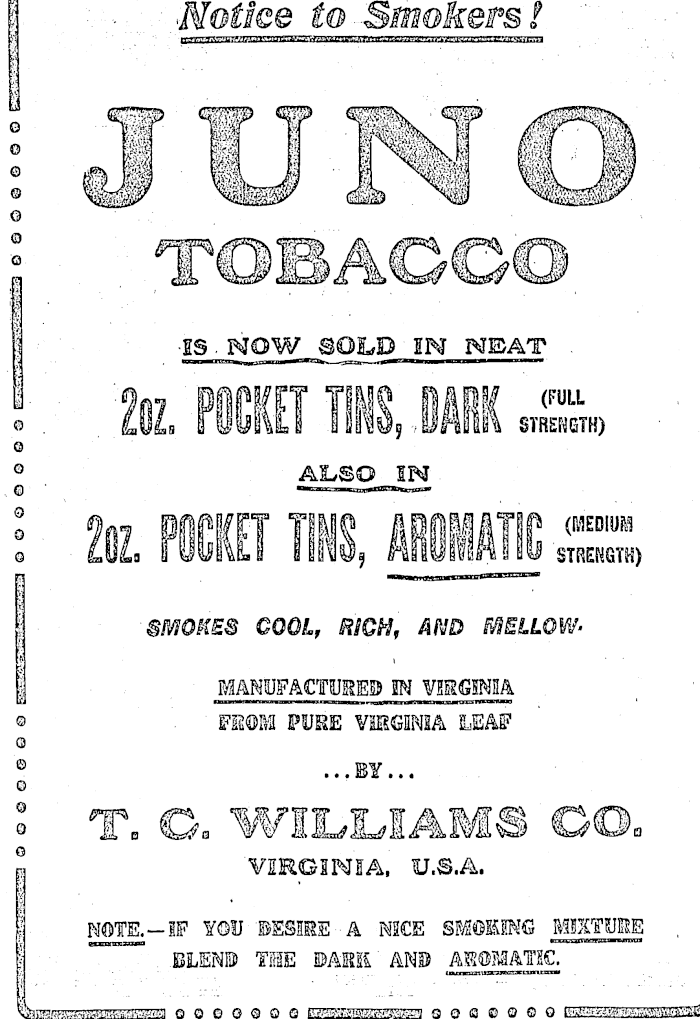 Notice to Smokers!
JUNO
TOBACCO
IS NOW SOLD IN NEAT
2oz. POCKET TINS, DARK (FULL STRENGTH)
ALSO IN
2oz. POCKET TINS, AROMATIC (MEDIUM STRENGTH)
SMOKES COOL, RICH, AND MELLOW.
MANUFACTURED IN VIRGINIA
FROM PURE VIRGINIA LEAF
...BY...
T. C. WILLIAMS CO.
VIRGINIA, U.S.A.
NOTE.—IF YOU DESIRE A NICE SMOKING MIXTURE
BLEND THE DARK AND AROMATIC.